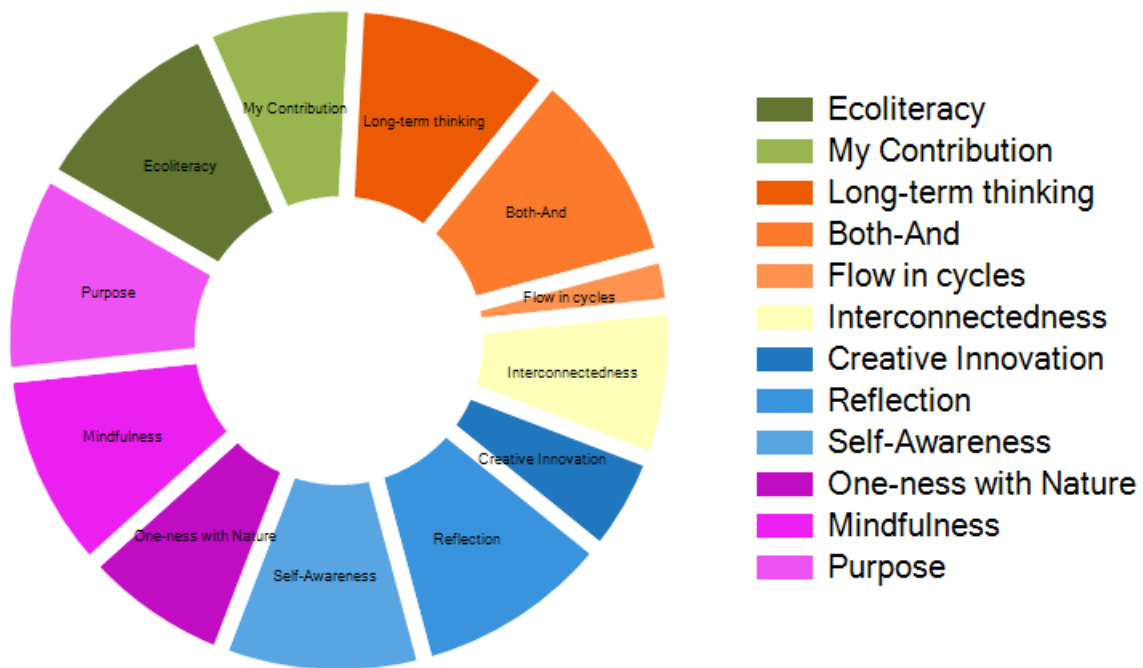 My Contribution
Long-term thinking
Ecoliteracy
Both-And
Purpose
Flow in cycles
Interconnectedness
Mindfulness
Creative Innovation
One-ness with Nature
Reflection
Self-Awareness
Ecoliteracy
My Contribution
Long-term thinking
Both-And
Flow in cycles
Interconnectedness
Creative Innovation
Reflection
Self-Awareness
One-ness with Nature
Mindfulness
Purpose